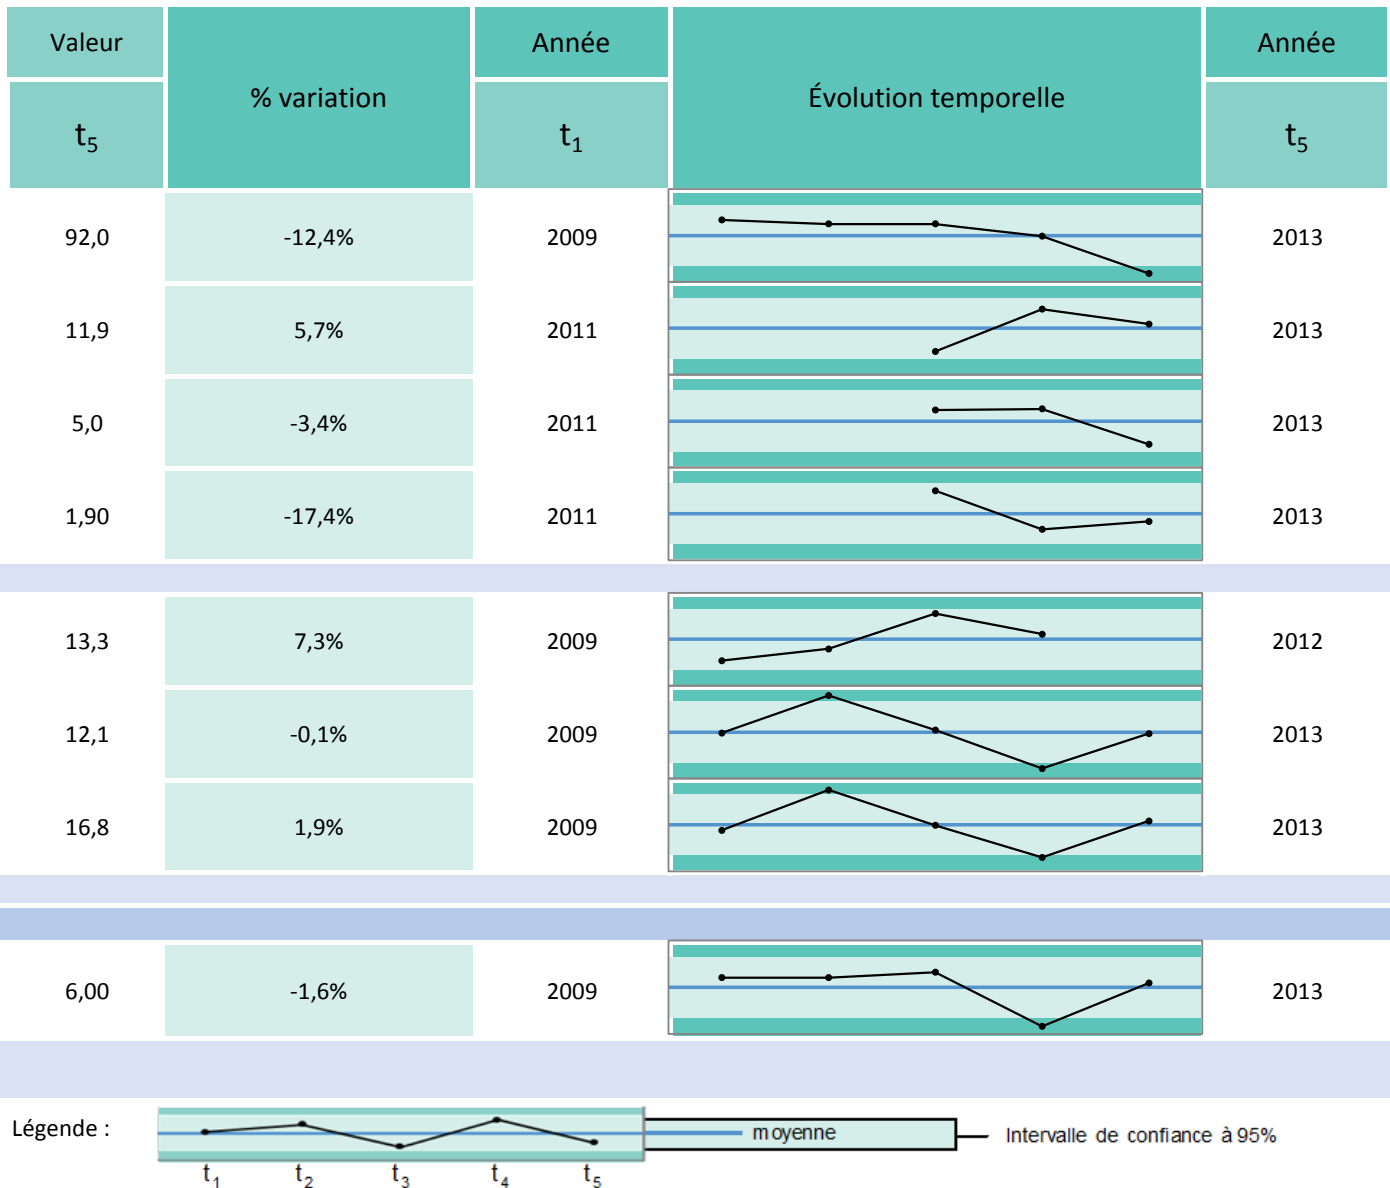 Valeur
% variation
Année
Évolution temporelle
Année
t5
t1
t5
92,0 -12,4% 2009 2013
11,9 5,7% 2011 2013
5,0 -3,4% 2011 2013
1,90 -17,4% 2011 2013
13,3 7,3% 2009 2012
12,1 -0,1% 2009 2013
16,8 1,9% 2009 2013
6,00 -1,6% 2009 2013
Légende : moyenne Intervalle de confiance à 95%
t1 t2 t3 t4 t5